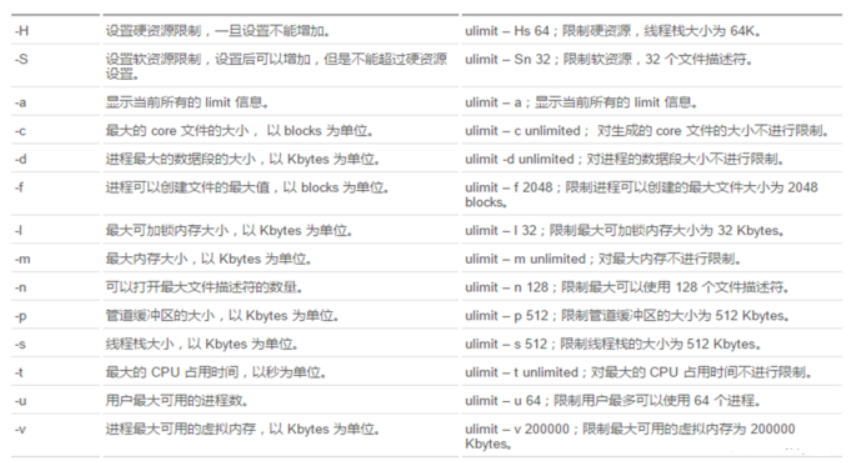 -H 设置硬资源限制，一旦设置不能增加。 ulimit – Hs 64；限制硬资源，线程栈大小为 64K。
-S 设置软资源限制，设置后可以增加，但是不能超过硬资源设置。 ulimit – Sn 32；限制软资源，32 个文件描述符。
-a 显示当前所有的 limit 信息。 ulimit – a；显示当前所有的 limit 信息。
-c 最大的 core 文件的大小， 以 blocks 为单位。 ulimit – c unlimited； 对生成的 core 文件的大小不进行限制。
-d 进程最大的数据段的大小，以 Kbytes 为单位。 ulimit -d unlimited；对进程的数据段大小不进行限制。
-f 进程可以创建文件的最大值，以 blocks 为单位。 ulimit – f 2048；限制进程可以创建的最大文件大小为 2048 blocks。
-l 最大可加锁内存大小，以 Kbytes 为单位。 ulimit – l 32；限制最大可加锁内存大小为 32 Kbytes。
-m 最大内存大小，以 Kbytes 为单位。 ulimit – m unlimited；对最大内存不进行限制。
-n 可以打开最大文件描述符的数量。 ulimit – n 128；限制最大可以使用 128 个文件描述符。
-p 管道缓冲区的大小，以 Kbytes 为单位。 ulimit – p 512；限制管道缓冲区的大小为 512 Kbytes。
-s 线程栈大小，以 Kbytes 为单位。 ulimit – s 512；限制线程栈的大小为 512 Kbytes。
-t 最大的 CPU 占用时间，以秒为单位。 ulimit – t unlimited；对最大的 CPU 占用时间不进行限制。
-u 用户最大可用的进程数。 ulimit – u 64；限制用户最多可以使用 64 个进程。
-v 进程最大可用的虚拟内存，以 Kbytes 为单位。 ulimit – v 200000；限制最大可用的虚拟内存为 200000 Kbytes。